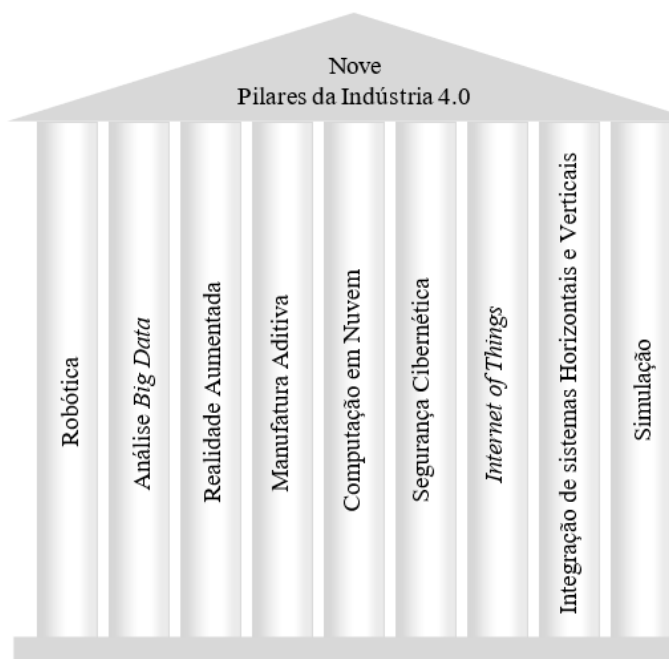 Nove
Pilares da Indústria 4.0
Robótica
Análise Big Data
Realidade Aumentada
Manufatura Aditiva
Computação em Nuvem
Segurança Cibernética
Internet of Things
Integração de sistemas Horizontais e Verticais
Simulação